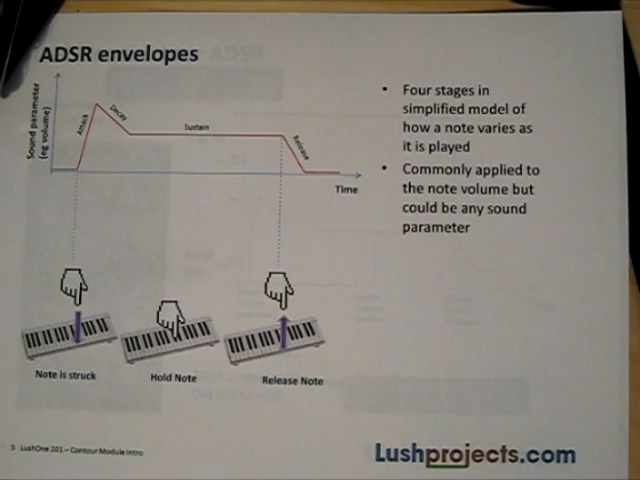 ADSR envelopes
Sound parameter
(eg volume)
Attack
Decay
Sustain
Release
Time
• Four stages in
simplified model of
how a note varies as
it is played
• Commonly applied to
the note volume but
could be any sound
parameter
Note is struck
Hold Note
Release Note
5 LushOne 201 – Contour Module Intro
Lushprojects.com